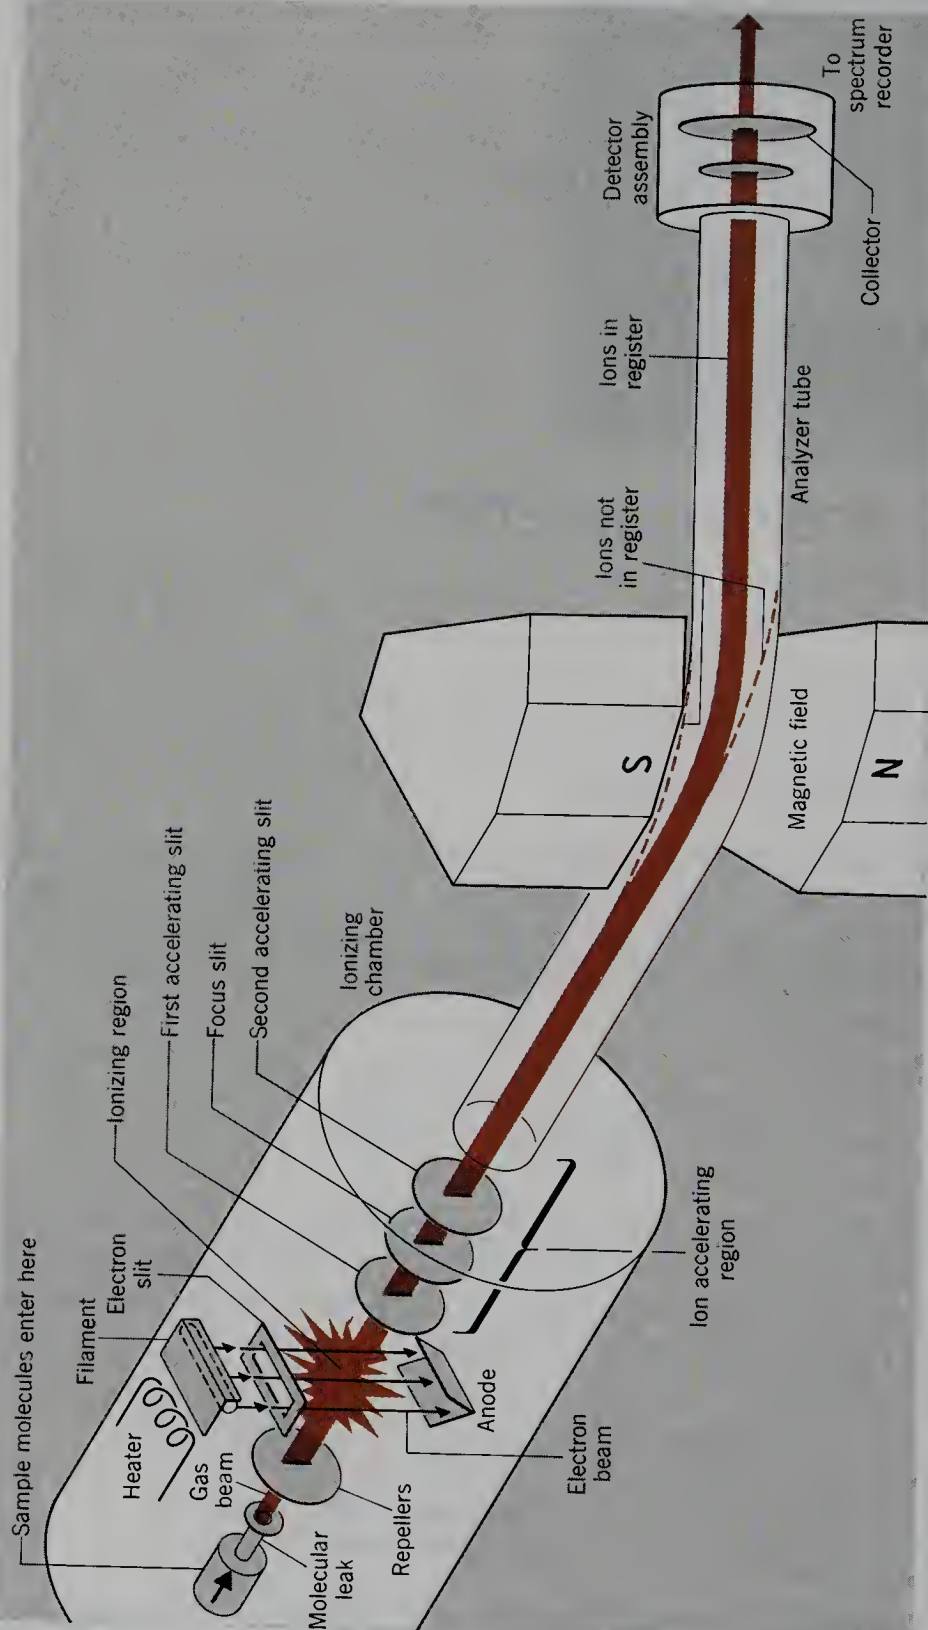 Sample molecules enter here
Heater
Filament
Electron
slit
Ionizing region
First accelerating slit
Focus slit
Second accelerating slit
Ionizing
chamber
Gas
beam
Molecular
leak
Repellers
Anode
Electron
beam
Ion accelerating
region
S
N
Magnetic field
Ions not
in register
Ions in
register
Analyzer tube
Detector
assembly
Collector
To
spectrum
recorder